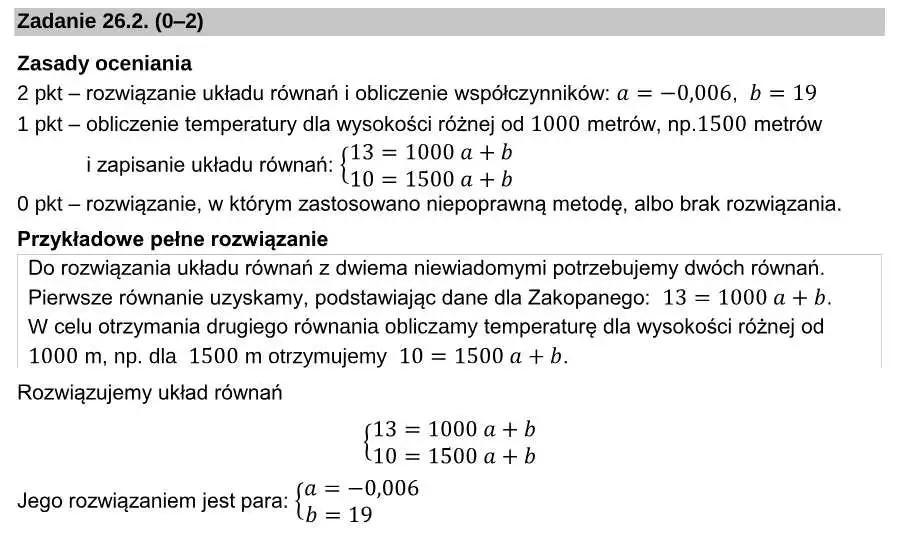 Zadanie 26.2. (0–2)
Zasady oceniania
2 pkt – rozwiązanie układu równań i obliczenie współczynników: a = −0,006, b = 19
1 pkt – obliczenie temperatury dla wysokości różnej od 1000 metrów, np.1500 metrów
i zapisanie układu równań: {13 = 1000 a + b
10 = 1500 a + b
0 pkt – rozwiązanie, w którym zastosowano niepoprawną metodę, albo brak rozwiązania.
Przykładowe pełne rozwiązanie
Do rozwiązania układu równań z dwiema niewiadomymi potrzebujemy dwóch równań.
Pierwsze równanie uzyskamy, podstawiając dane dla Zakopanego: 13 = 1000 a + b.
W celu otrzymania drugiego równania obliczamy temperaturę dla wysokości różnej od
1000 m, np. dla 1500 m otrzymujemy 10 = 1500 a + b.
Rozwiązujemy układ równań
{13 = 1000 a + b
10 = 1500 a + b
Jego rozwiązaniem jest para: {a = −0,006
b = 19